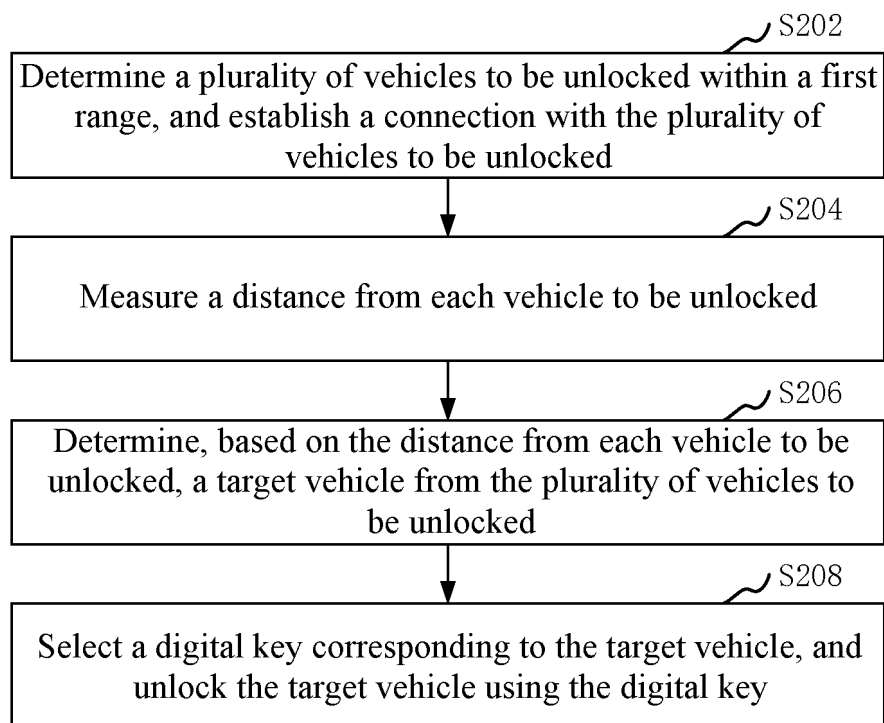 S202
Determine a plurality of vehicles to be unlocked within a first
range, and establish a connection with the plurality of
vehicles to be unlocked
S204
Measure a distance from each vehicle to be unlocked
S206
Determine, based on the distance from each vehicle to be
unlocked, a target vehicle from the plurality of vehicles to
be unlocked
S208
Select a digital key corresponding to the target vehicle, and
unlock the target vehicle using the digital key